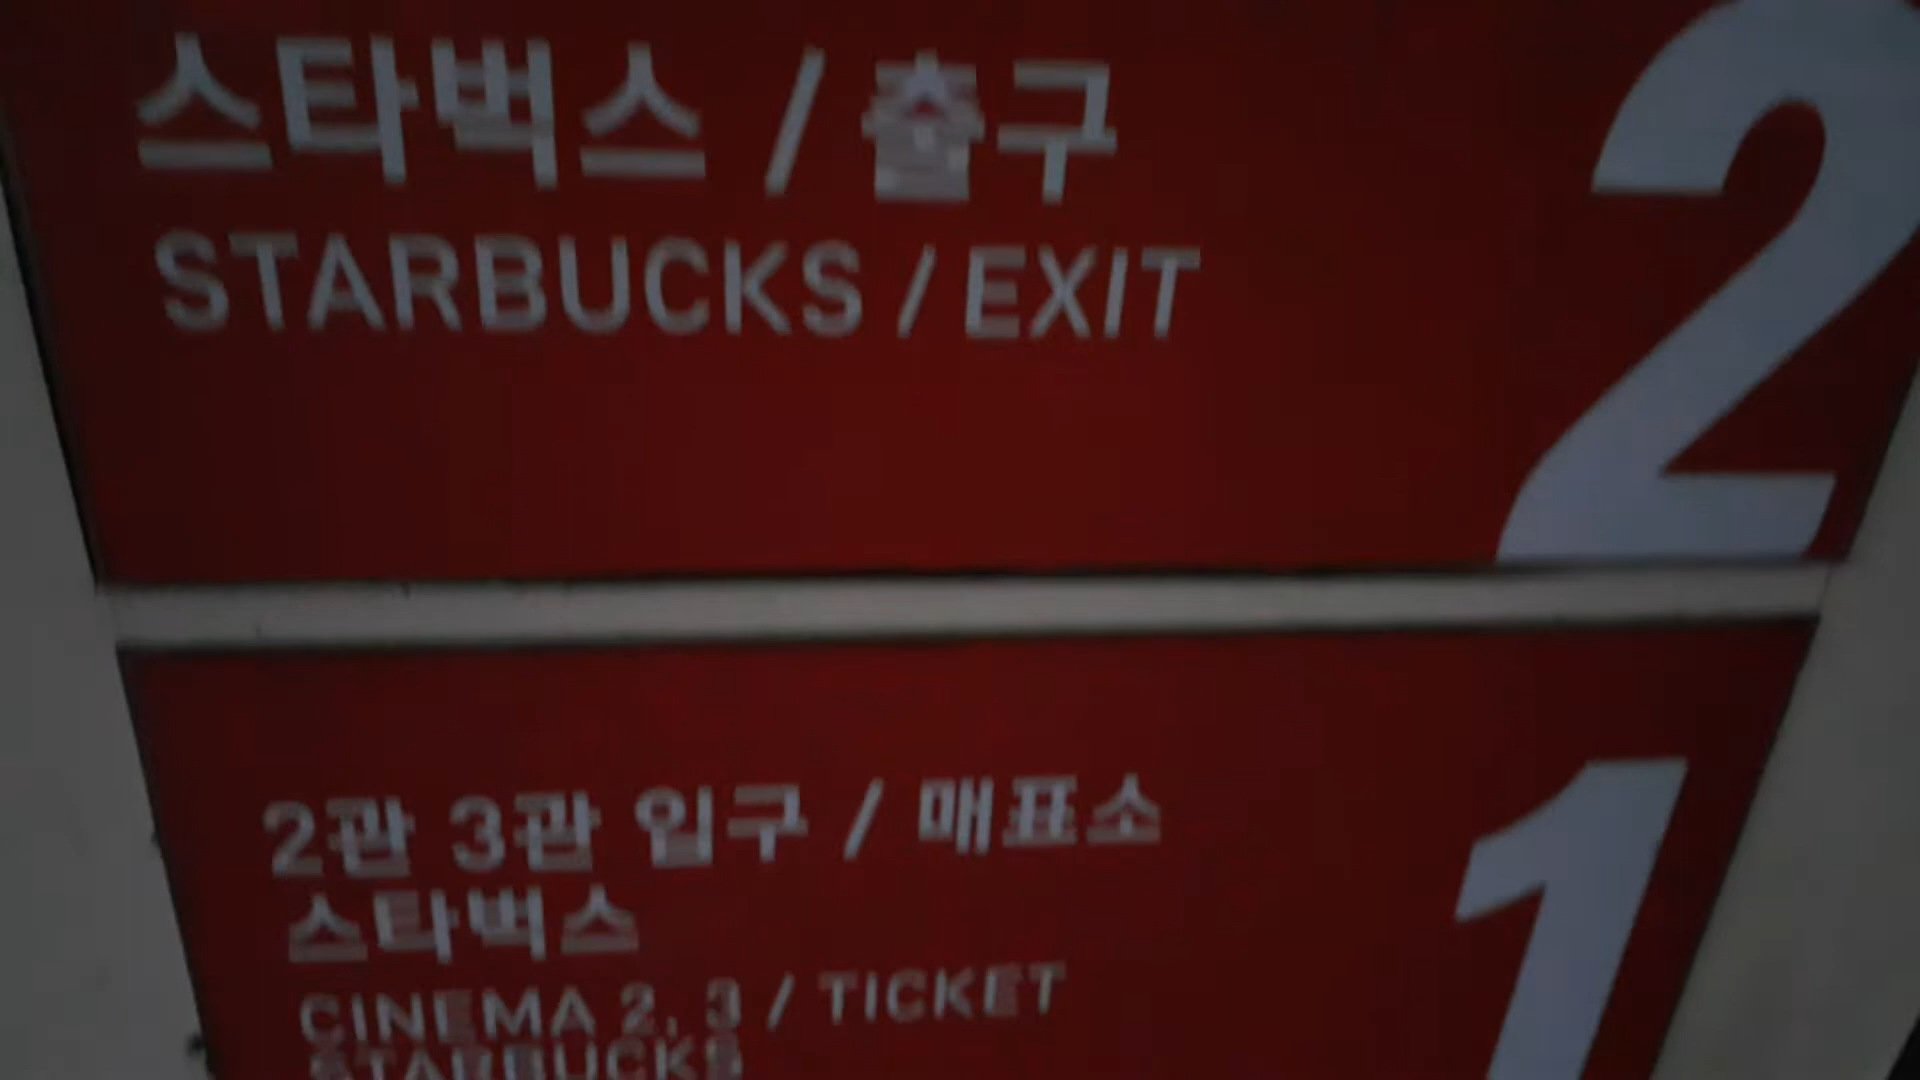 스타벅스 / 출구
STARBUCKS / EXIT
2
2관 3관 입구 / 매표소
스타벅스
CINEMA 2, 3 / TICKET
STARBUCKS
1